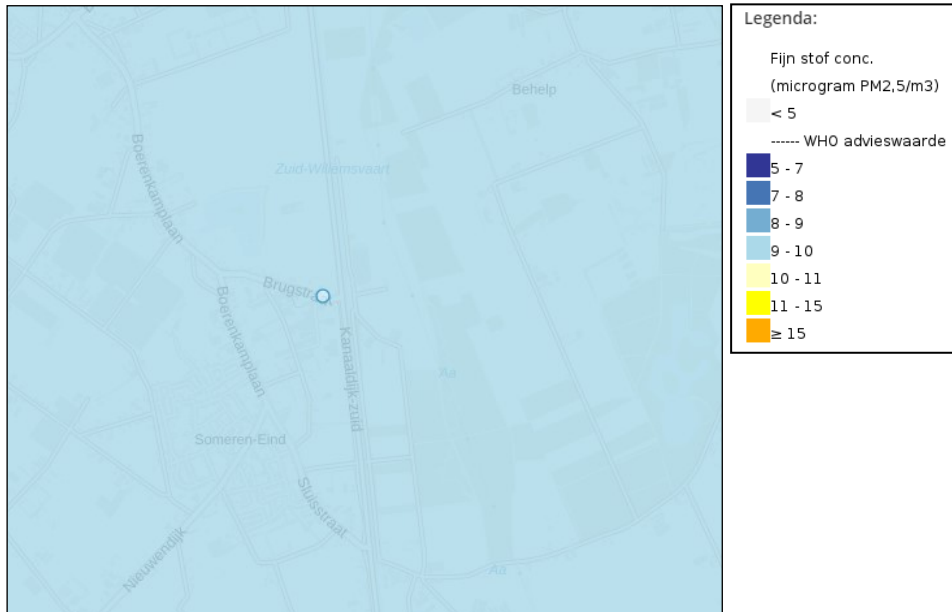 Legenda:
Fijn stof conc.
(microgram PM2,5/m3)
< 5
------ WHO advieswaarde
5 - 7
7 - 8
8 - 9
9 - 10
10 - 11
11 - 15
≥ 15
Behelp
Boerenkamplaan
Zuid-Willemsvaart
Brugstraat
Boerenkamplaan
Kanaaldijk-zuid
Aa
Someren-Eind
Sluisstraat
Nieuwendijk
Aa